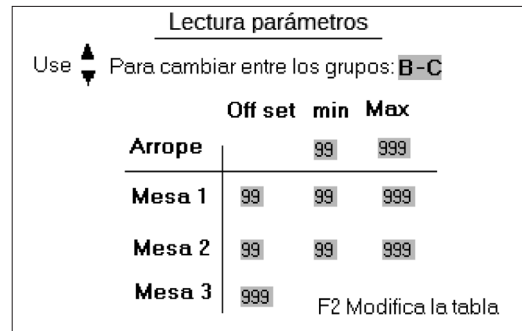 Lectura parámetros
Use Para cambiar entre los grupos: B-C
Off set min Max
Arrope 99 999
Mesa 1 99 99 999
Mesa 2 99 99 999
Mesa 3 999
F2 Modifica la tabla